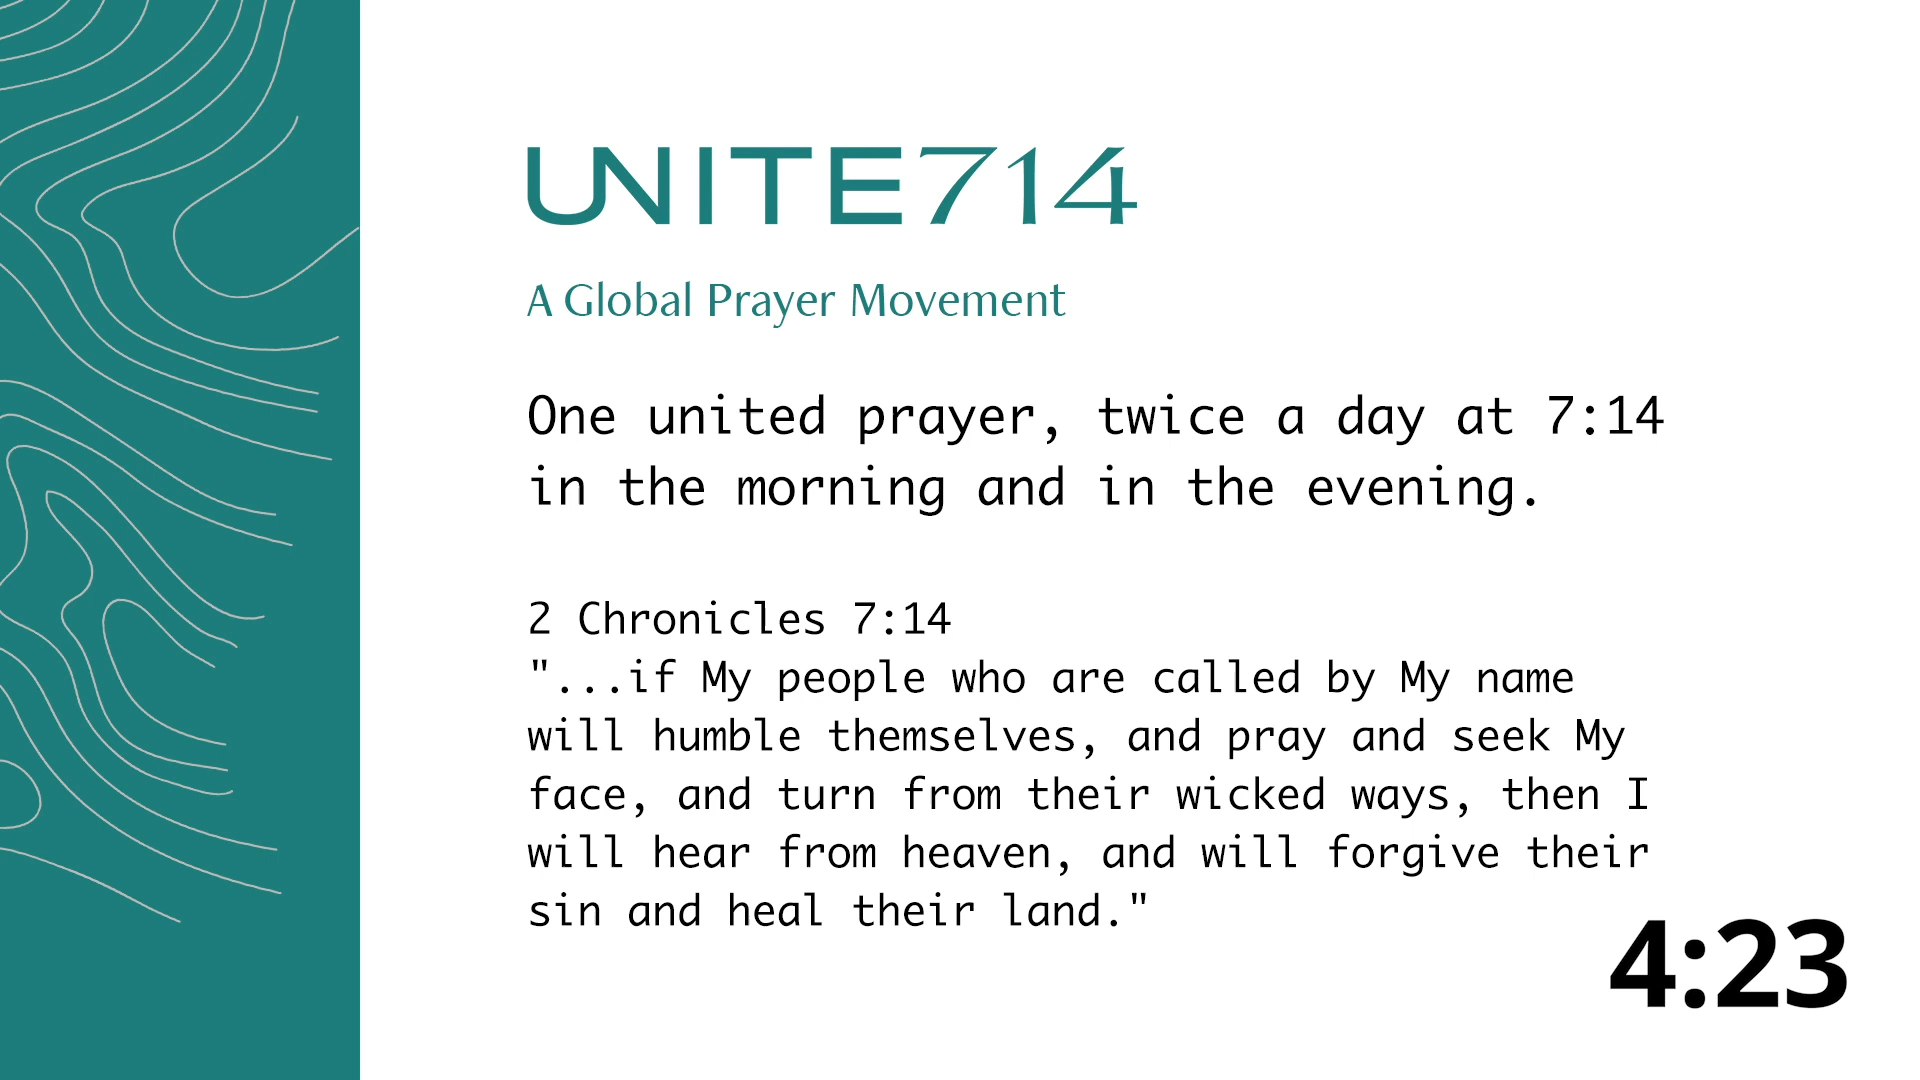 UNITE714
A Global Prayer Movement
One united prayer, twice a day at 7:14
in the morning and in the evening.
2 Chronicles 7:14
"...if My people who are called by My name
will humble themselves, and pray and seek My
face, and turn from their wicked ways, then I
will hear from heaven, and will forgive their
sin and heal their land."
4:23